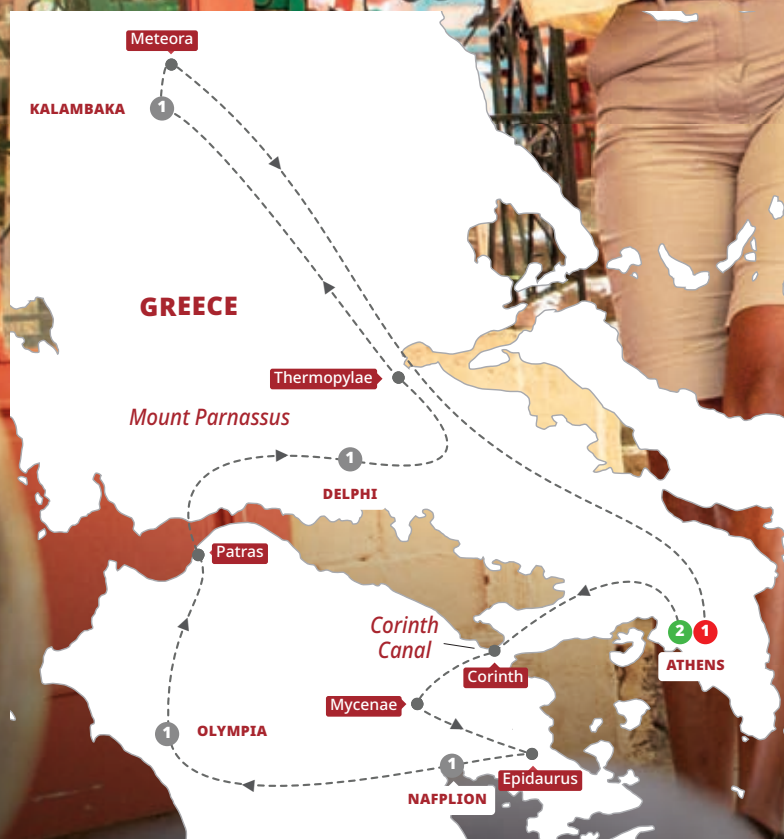 Meteora
KALAMBAKA
1
GREECE
Thermopylae
Mount Parnassus
1
DELPHI
Patras
Corinth
Canal
2
1
ATHENS
Corinth
Mycenae
1
OLYMPIA
1
Epidaurus
NAFPLION